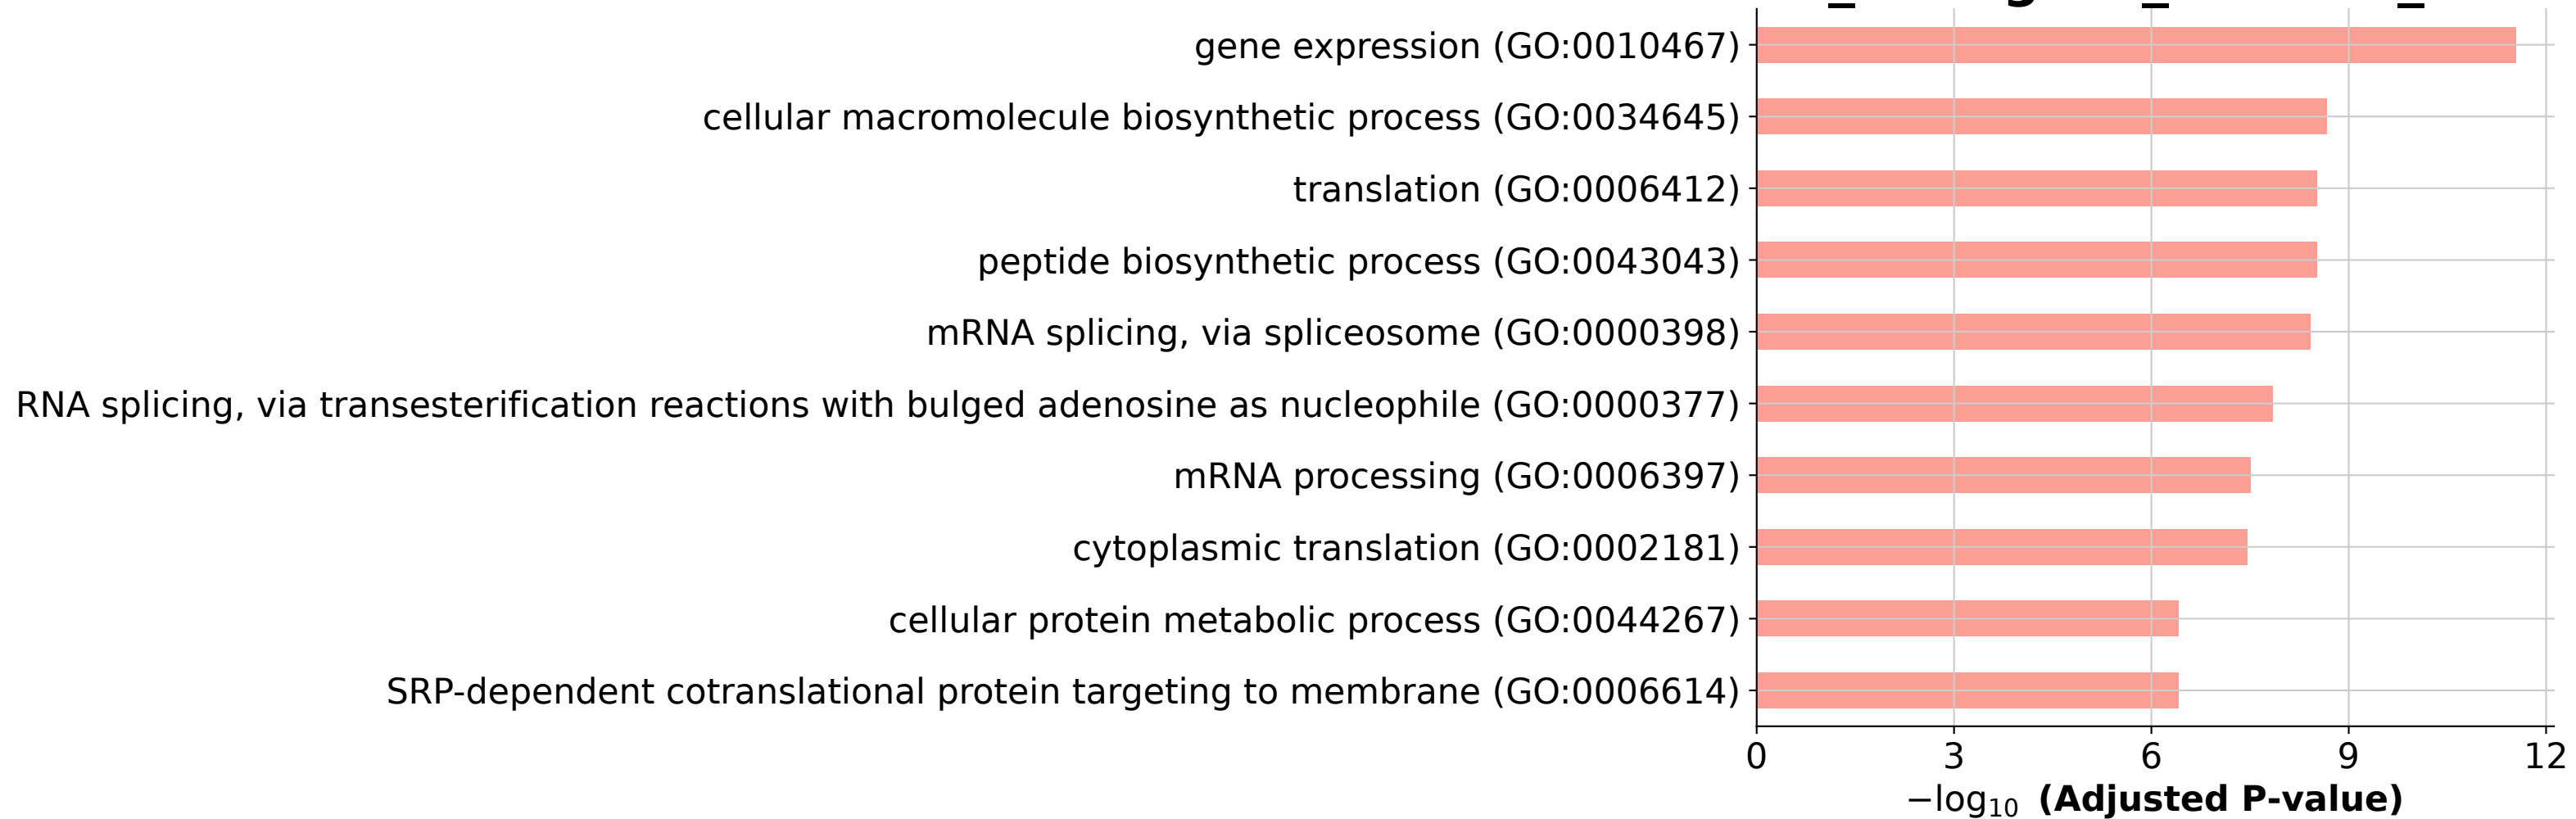 gene expression (GO:0010467)
cellular macromolecule biosynthetic process (GO:0034645)
translation (GO:0006412)
peptide biosynthetic process (GO:0043043)
mRNA splicing, via spliceosome (GO:0000398)
RNA splicing, via transesterification reactions with bulged adenosine as nucleophile (GO:0000377)
mRNA processing (GO:0006397)
cytoplasmic translation (GO:0002181)
cellular protein metabolic process (GO:0044267)
SRP-dependent cotranslational protein targeting to membrane (GO:0006614)
0 3 6 9 12
−log₁₀ (Adjusted P-value)